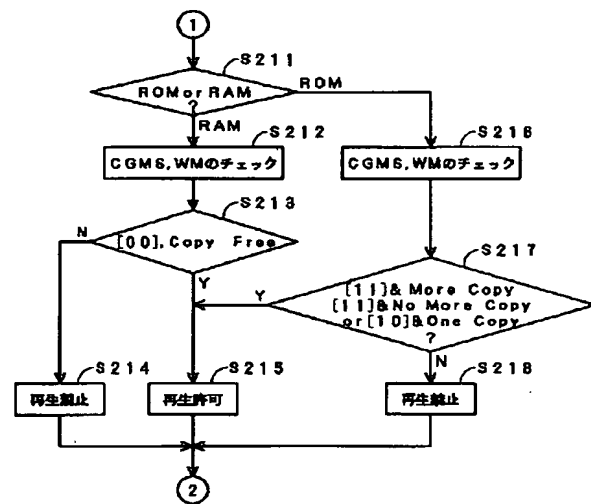 1
S211
ROM or RAM
?
ROM
RAM
S212
CGMS,WMのチェック
S216
CGMS,WMのチェック
S213
[00],Copy Free
N
Y
S217
[11]& More Copy
[11]&No More Copy
or[10]&One Copy
?
Y
N
S214
再生禁止
S215
再生許可
S218
再生禁止
2